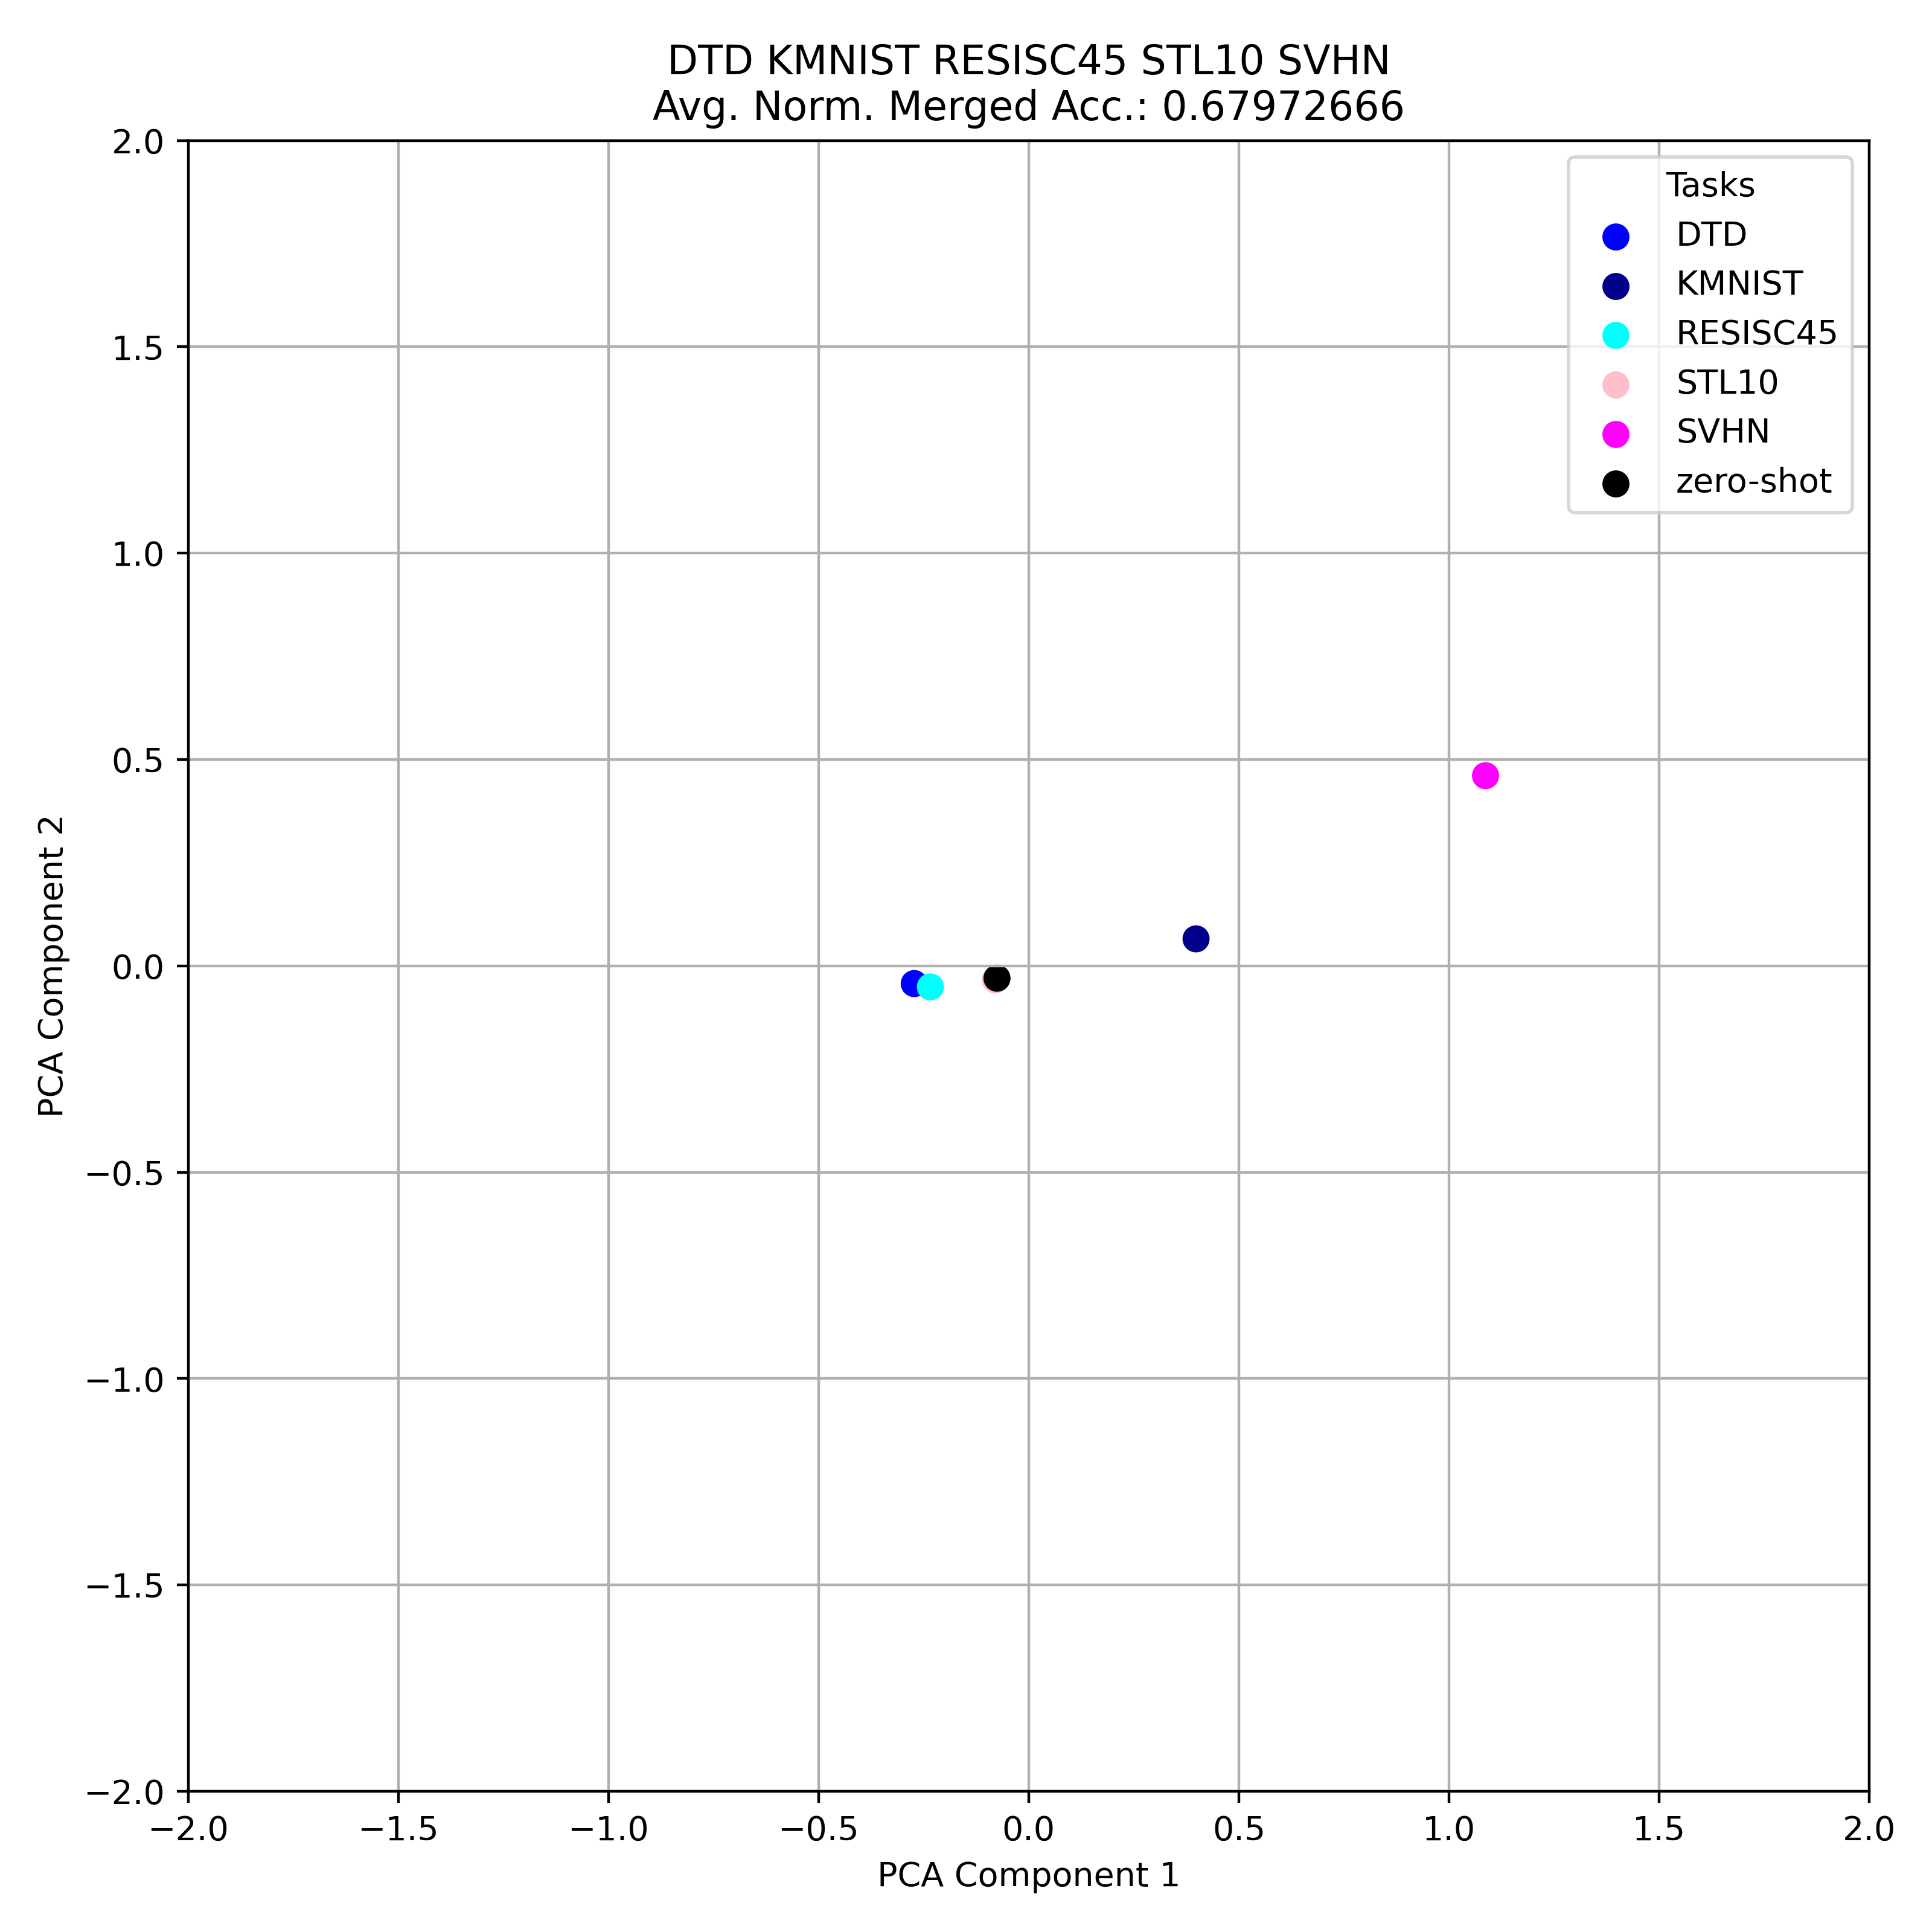 DTD KMNIST RESISC45 STL10 SVHN
Avg. Norm. Merged Acc.: 0.67972666
Tasks
DTD
KMNIST
RESISC45
STL10
SVHN
zero-shot
2.0
1.5
1.0
0.5
0.0
−0.5
−1.0
−1.5
−2.0
PCA Component 2
−2.0 −1.5 −1.0 −0.5 0.0 0.5 1.0 1.5 2.0
PCA Component 1